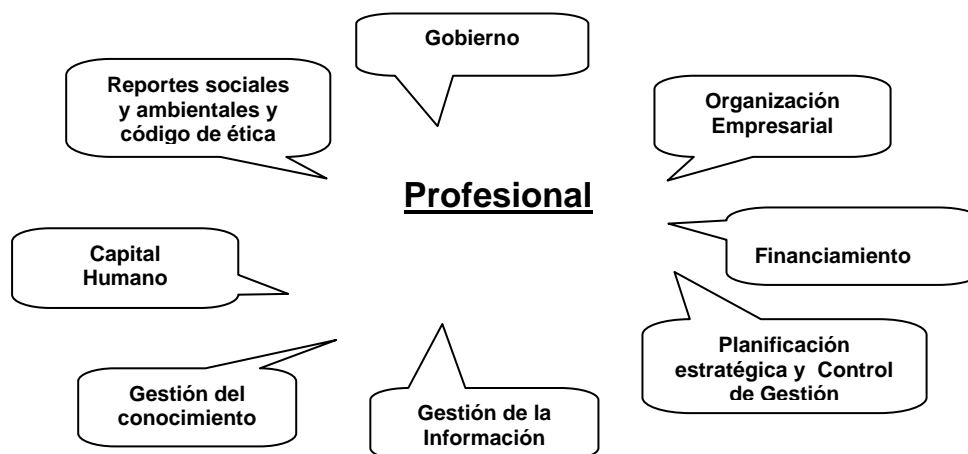 Gobierno
Reportes sociales
y ambientales y
código de ética
Organización
Empresarial
Profesional
Capital
Humano
Financiamiento
Planificación
estratégica y Control
de Gestión
Gestión del
conocimiento
Gestión de la
Información